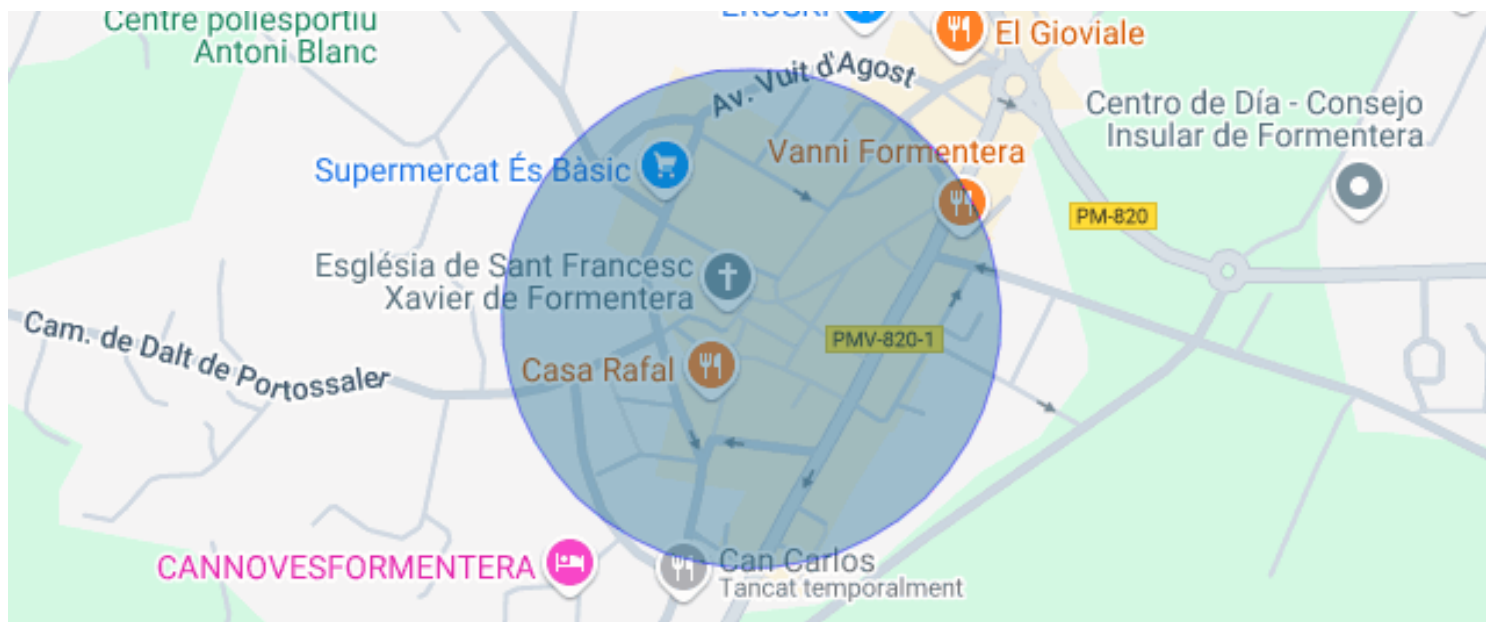 Centre poliesportiu
Antoni Blanc
EROSKI
El Gioviale
Av. Vuit d'Agost
Centro de Día - Consejo
Insular de Formentera
Supermercat És Bàsic
Vanni Formentera
PM-820
Església de Sant Francesc
Xavier de Formentera
Cam. de Dalt de Portossaler
PMV-820-1
Casa Rafal
CANNOVESFORMENTERA
Can Carlos
Tancat temporalment